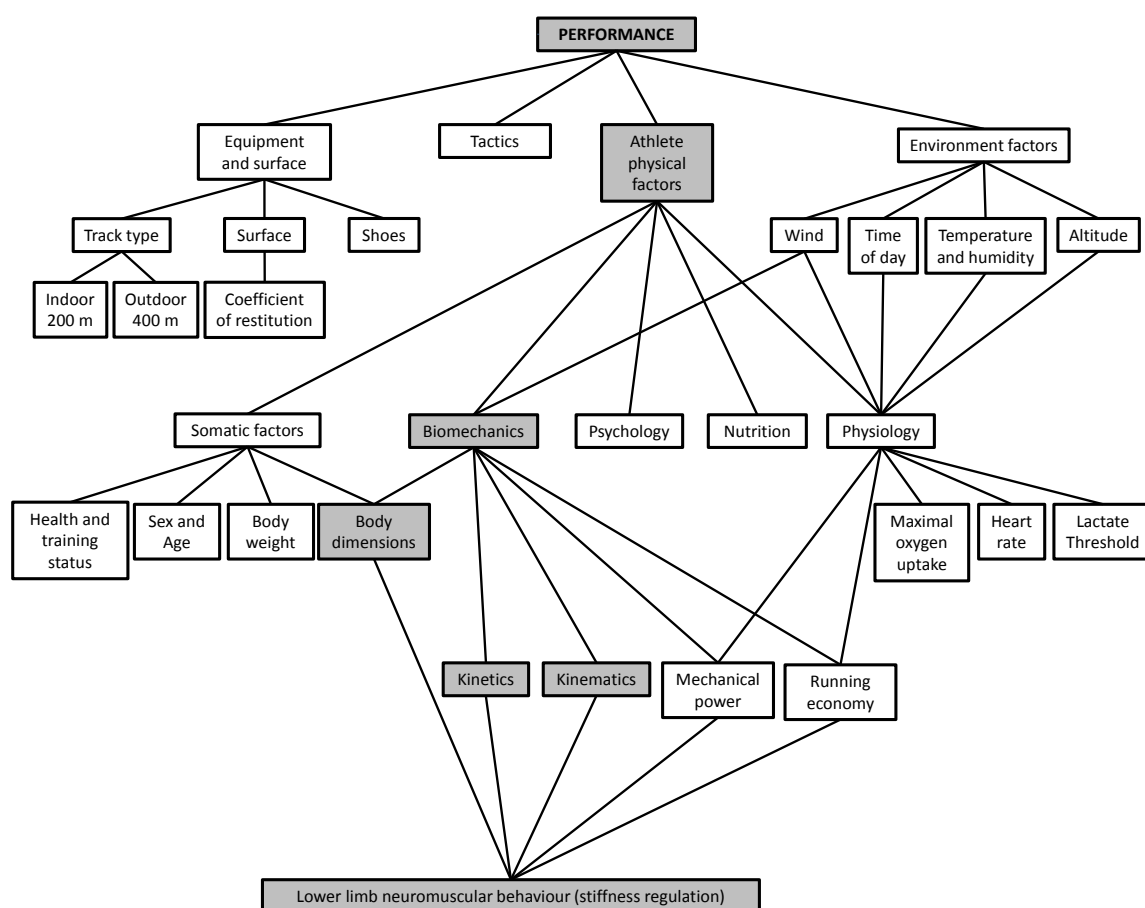 PERFORMANCE
Equipment
and surface
Tactics
Athlete
physical
factors
Environment factors
Track type
Surface
Shoes
Wind
Time
of day
Temperature
and humidity
Altitude
Indoor
200 m
Outdoor
400 m
Coefficient
of restitution
Somatic factors
Biomechanics
Psychology
Nutrition
Physiology
Health and
training
status
Sex and
Age
Body
weight
Body
dimensions
Maximal
oxygen
uptake
Heart
rate
Lactate
Threshold
Kinetics
Kinematics
Mechanical
power
Running
economy
Lower limb neuromuscular behaviour (stiffness regulation)